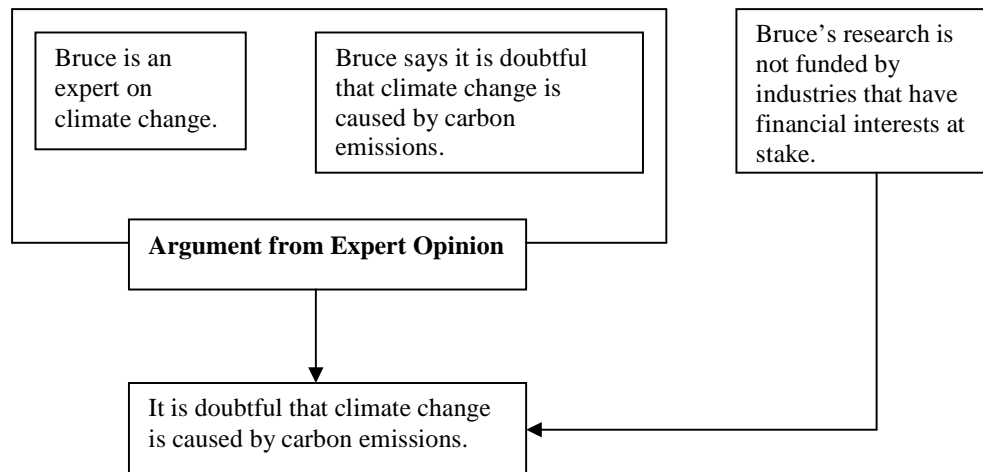 Bruce is an
expert on
climate change.
Bruce says it is doubtful
that climate change is
caused by carbon
emissions.
Bruce’s research is
not funded by
industries that have
financial interests at
stake.
Argument from Expert Opinion
It is doubtful that climate change
is caused by carbon emissions.